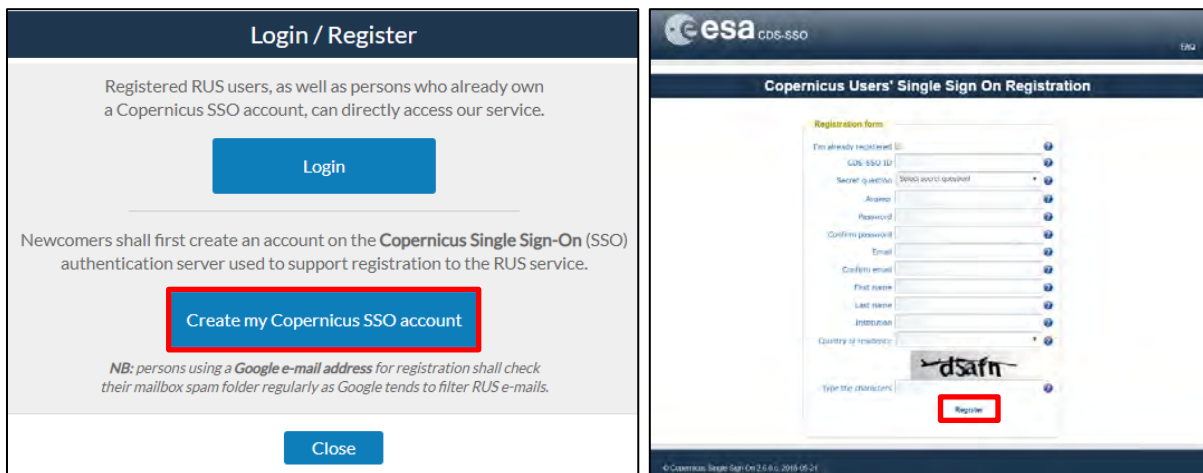 Login / Register
Registered RUS users, as well as persons who already own
a Copernicus SSO account, can directly access our service.
Login
Newcomers shall first create an account on the Copernicus Single Sign-On (SSO)
authentication server used to support registration to the RUS service.
Create my Copernicus SSO account
NB: persons using a Google e-mail address for registration shall check
their mailbox spam folder regularly as Google tends to filter RUS e-mails.
Close
esa CDS-SSO
FAQ
Copernicus Users' Single Sign On Registration
Registration form
I'm already registered
CDS-SSO ID
Secret question Select secret question!
Answer
Password
Confirm password
Email
Confirm email
First name
Last name
Institution
Country of residency
dsafn
Type the characters
Register
© Copernicus Single Sign On